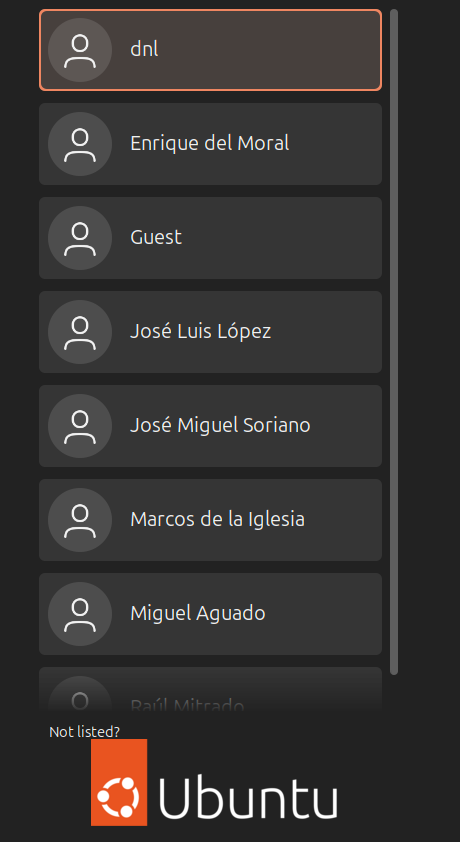 dnl
Enrique del Moral
Guest
José Luis López
José Miguel Soriano
Marcos de la Iglesia
Miguel Aguado
Raúl Mitrado
Not listed?
Ubuntu